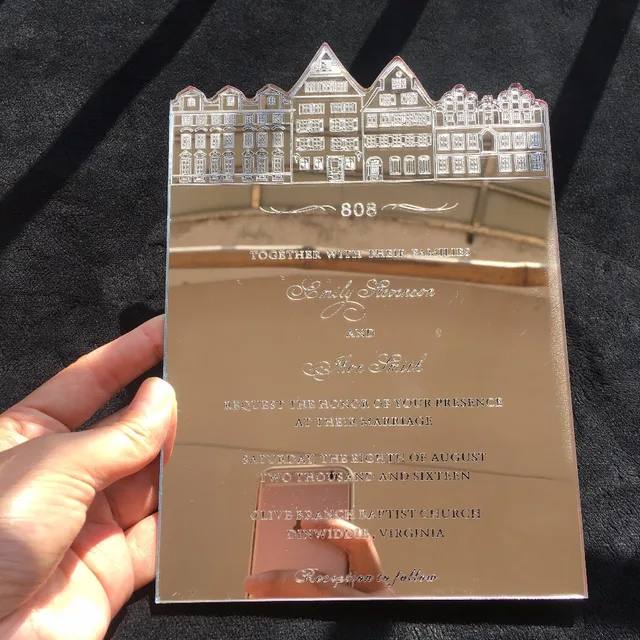 808
TOGETHER WITH THEIR FAMILIES
Emily Stevenson
AND
Smith
REQUEST THE HONOR OF YOUR PRESENCE
AT THEIR MARRIAGE
SATURDAY THE EIGHTH OF AUGUST
TWO THOUSAND AND SIXTEEN
OLIVE BRANCH BAPTIST CHURCH
DINWIDDIE, VIRGINIA
Reception to follow